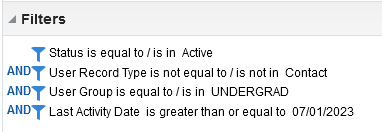 Filters
Status is equal to / is in Active
AND User Record Type is not equal to / is not in Contact
AND User Group is equal to / is in UNDERGRAD
AND Last Activity Date is greater than or equal to 07/01/2023